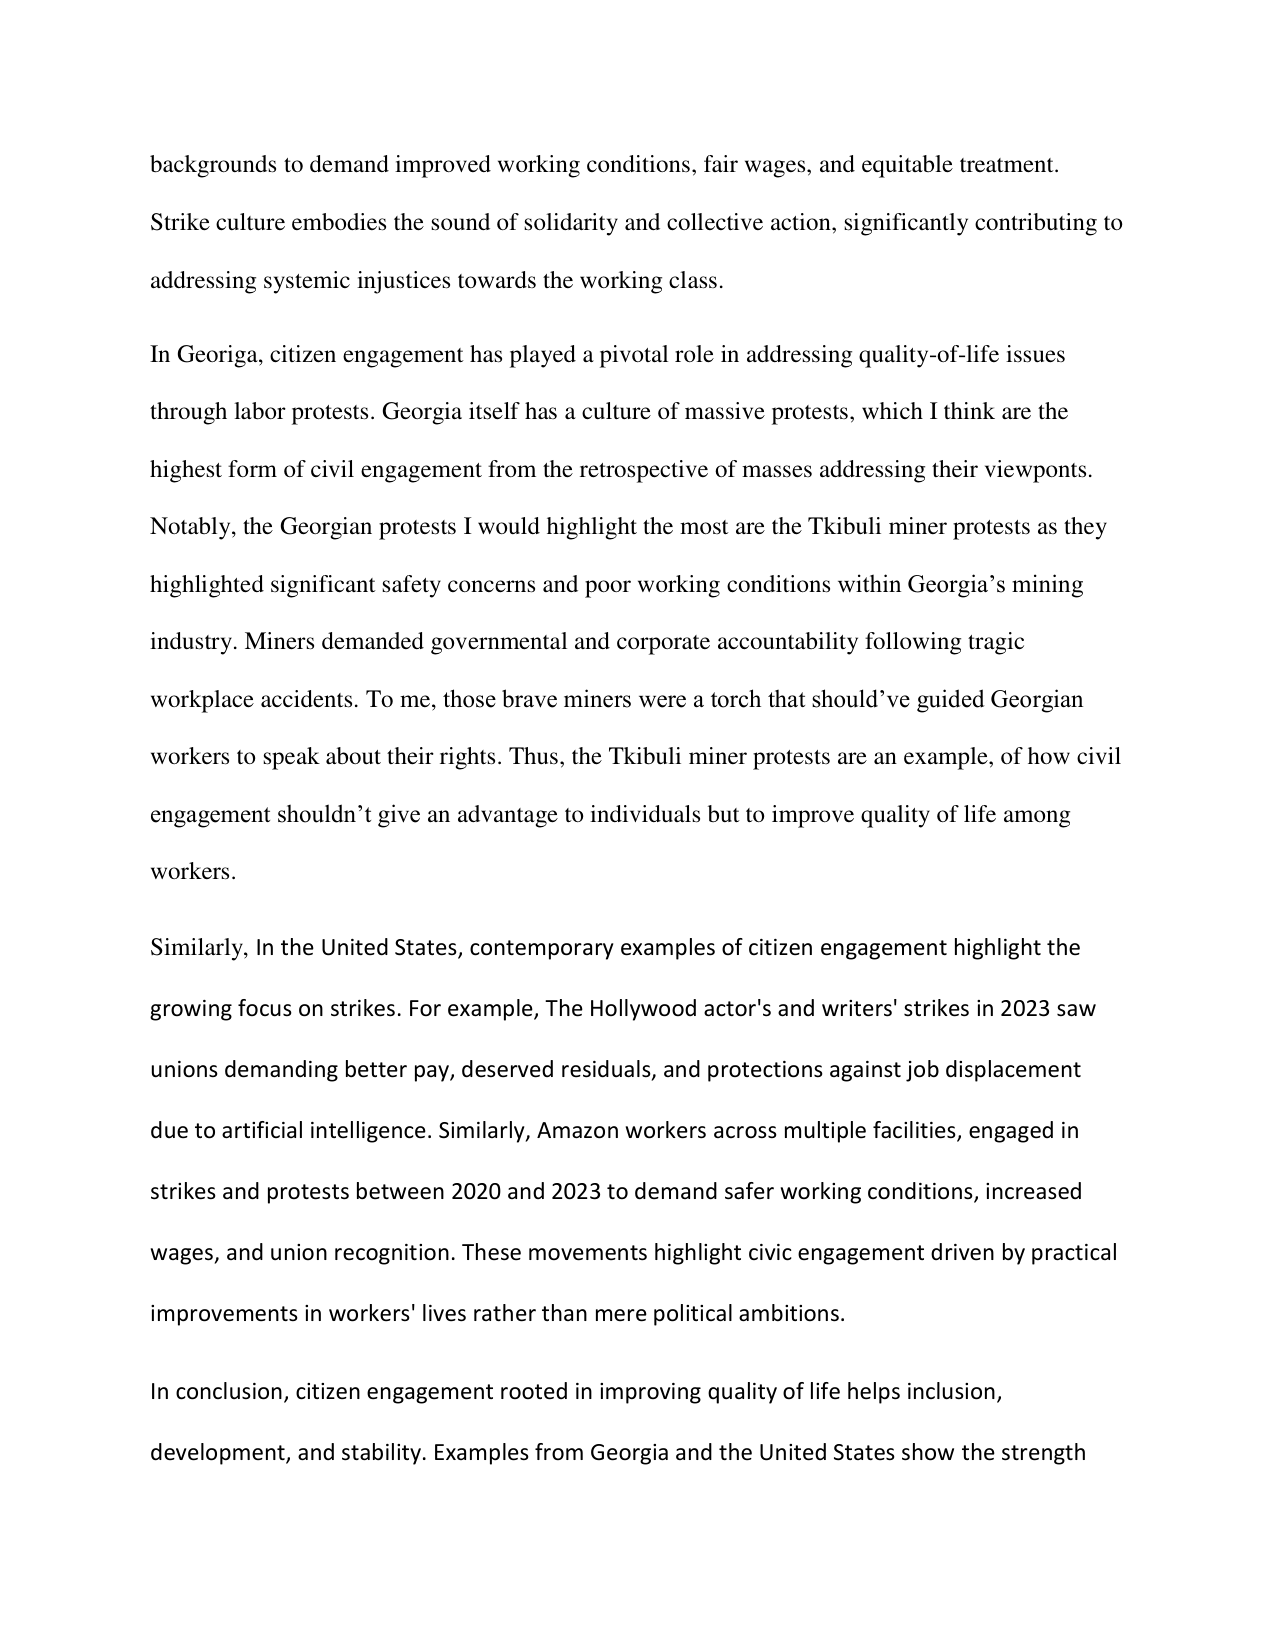 backgrounds to demand improved working conditions, fair wages, and equitable treatment.
Strike culture embodies the sound of solidarity and collective action, significantly contributing to
addressing systemic injustices towards the working class.
In Georiga, citizen engagement has played a pivotal role in addressing quality-of-life issues
through labor protests. Georgia itself has a culture of massive protests, which I think are the
highest form of civil engagement from the retrospective of masses addressing their viewponts.
Notably, the Georgian protests I would highlight the most are the Tkibuli miner protests as they
highlighted significant safety concerns and poor working conditions within Georgia’s mining
industry. Miners demanded governmental and corporate accountability following tragic
workplace accidents. To me, those brave miners were a torch that should’ve guided Georgian
workers to speak about their rights. Thus, the Tkibuli miner protests are an example, of how civil
engagement shouldn’t give an advantage to individuals but to improve quality of life among
workers.
Similarly, In the United States, contemporary examples of citizen engagement highlight the
growing focus on strikes. For example, The Hollywood actor's and writers' strikes in 2023 saw
unions demanding better pay, deserved residuals, and protections against job displacement
due to artificial intelligence. Similarly, Amazon workers across multiple facilities, engaged in
strikes and protests between 2020 and 2023 to demand safer working conditions, increased
wages, and union recognition. These movements highlight civic engagement driven by practical
improvements in workers' lives rather than mere political ambitions.
In conclusion, citizen engagement rooted in improving quality of life helps inclusion,
development, and stability. Examples from Georgia and the United States show the strength